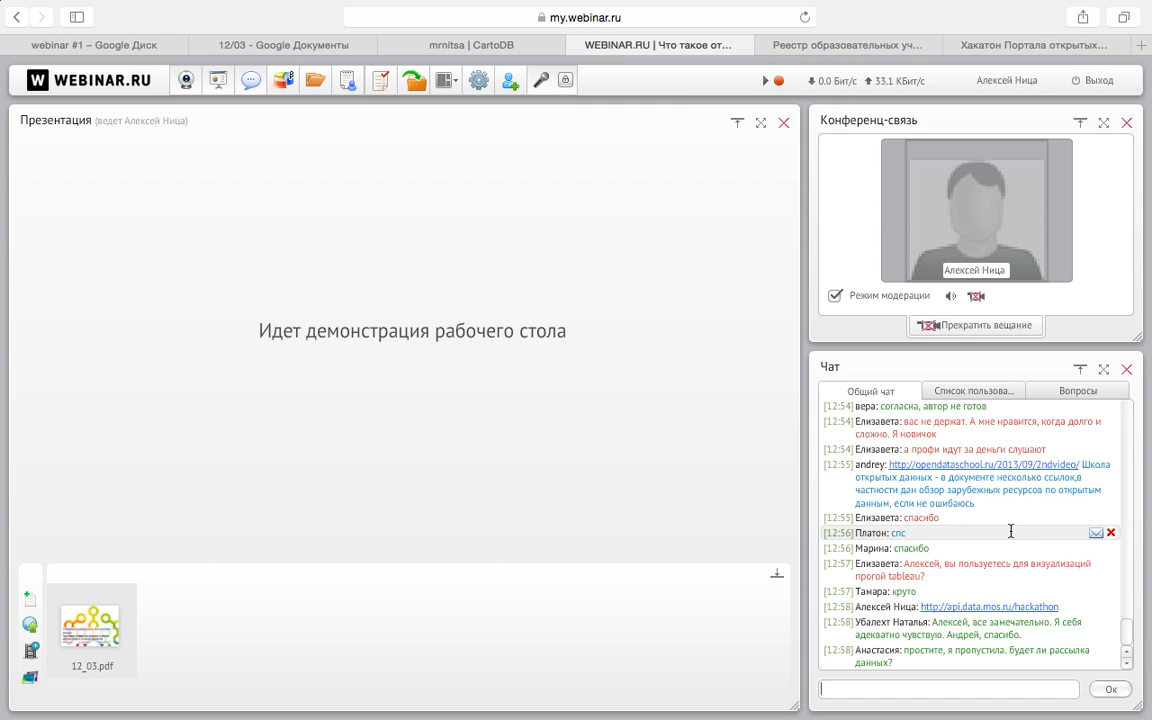 my.webinar.ru
webinar #1 – Google Диск
12/03 - Google Документы
mrnitsa | CartoDB
WEBINAR.RU | Что такое от...
Реестр образовательных уч...
Хакатон Портала открытых...
W WEBINAR.RU
0.0 Бит/с 33.1 КБит/с
Алексей Ница
Выход
Презентация (ведет Алексей Ница)
Идет демонстрация рабочего стола
12_03.pdf
Конференц-связь
Алексей Ница
Режим модерации
Прекратить вещание
Чат
Общий чат
Список пользова...
Вопросы
[12:54] вера: согласна, автор не готов
[12:54] Елизавета: вас не держат. А мне нравится, когда долго и
сложно. Я новичок
[12:54] Елизавета: а профи идут за деньги слушают
[12:55] andrey: http://opendataschool.ru/2013/09/2ndvideo/ Школа
открытых данных - в документе несколько ссылок,в
частности дан обзор зарубежных ресурсов по открытым
данным, если не ошибаюсь
[12:55] Елизавета: спасибо
[12:56] Платон: спс
[12:56] Марина: спасибо
[12:57] Елизавета: Алексей, вы пользуетесь для визуализаций
прогой tableau?
[12:57] Тамара: круто
[12:58] Алексей Ница: http://api.data.mos.ru/hackathon
[12:58] Убалехт Наталья: Алексей, все замечательно. Я себя
адекватно чувствую. Андрей, спасибо.
[12:58] Анастасия: простите, я пропустила. будет ли рассылка
данных?
Ок